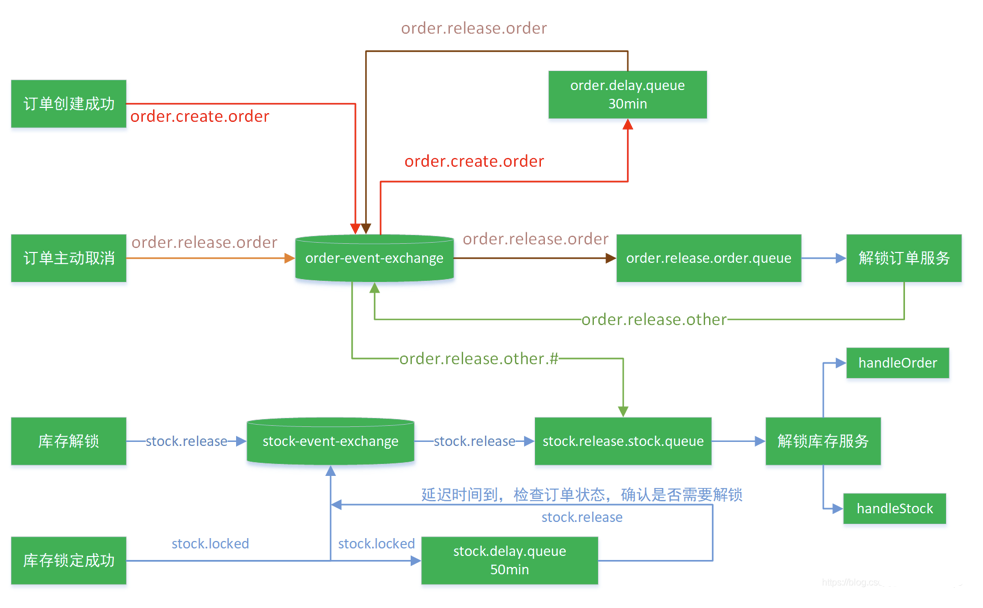 order.release.order
order.delay.queue
30min
订单创建成功
order.create.order
order.create.order
订单主动取消
order.release.order
order-event-exchange
order.release.order
order.release.order.queue
解锁订单服务
order.release.other
order.release.other.#
handleOrder
库存解锁
stock.release
stock-event-exchange
stock.release
stock.release.stock.queue
解锁库存服务
延迟时间到，检查订单状态，确认是否需要解锁
stock.release
handleStock
库存锁定成功
stock.locked
stock.locked
stock.delay.queue
50min